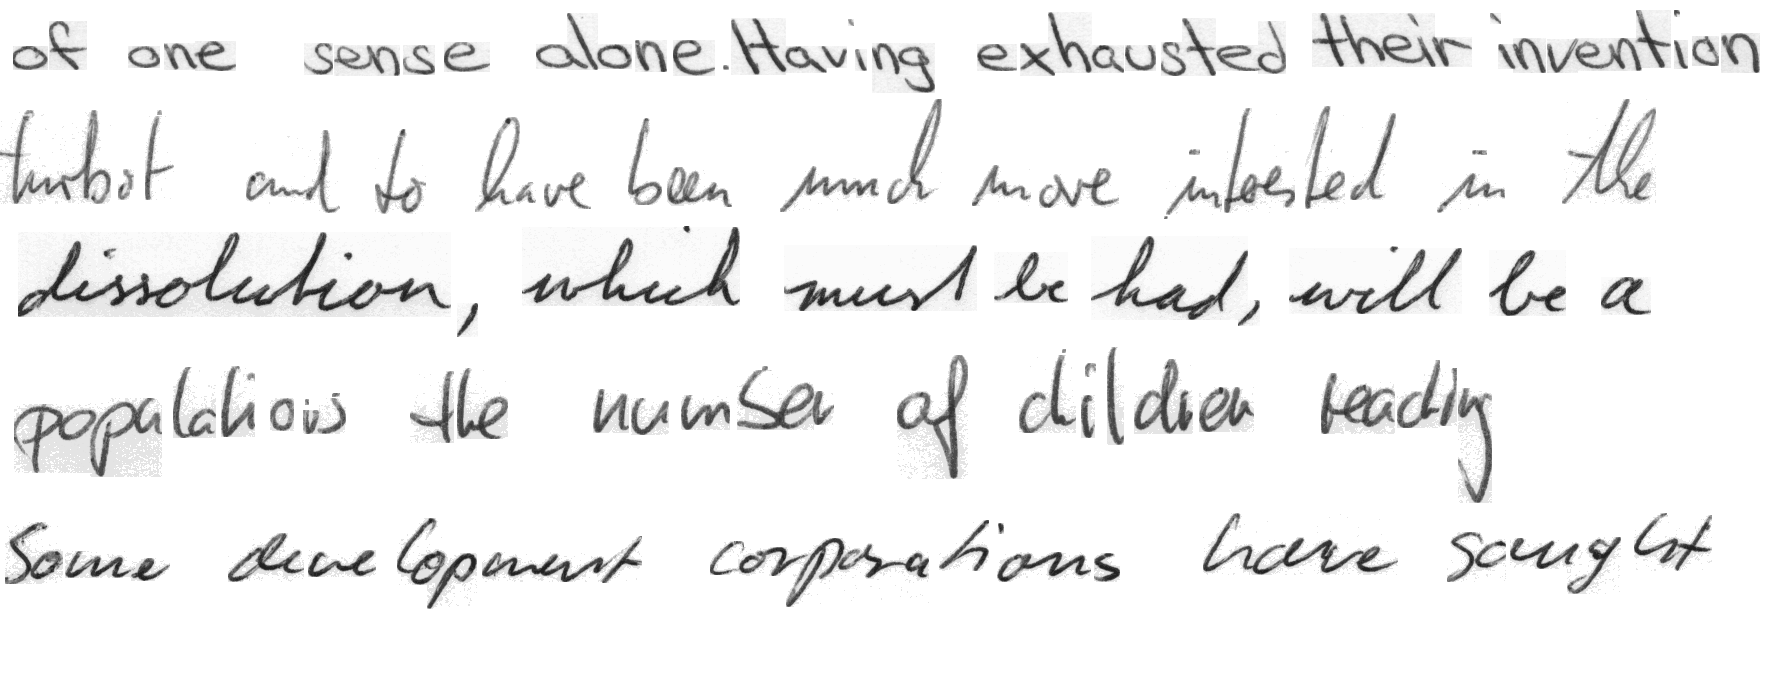 of one sense alone. Having exhausted their invention
turbot and to have been much more interested in the
dissolution, which must be had, will be a
populations the number of children reading
Some development corporations have sought